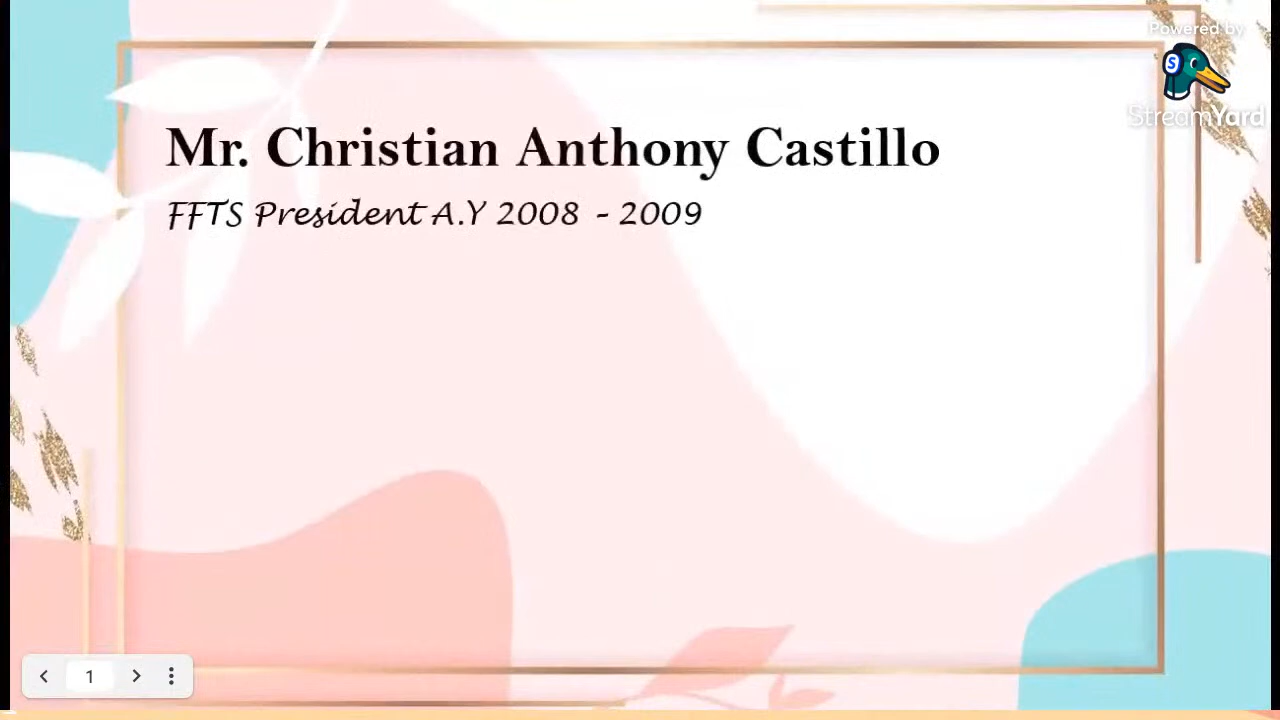 Powered by
S
StreamYard
Mr. Christian Anthony Castillo
FFTS President A.Y 2008 - 2009
1